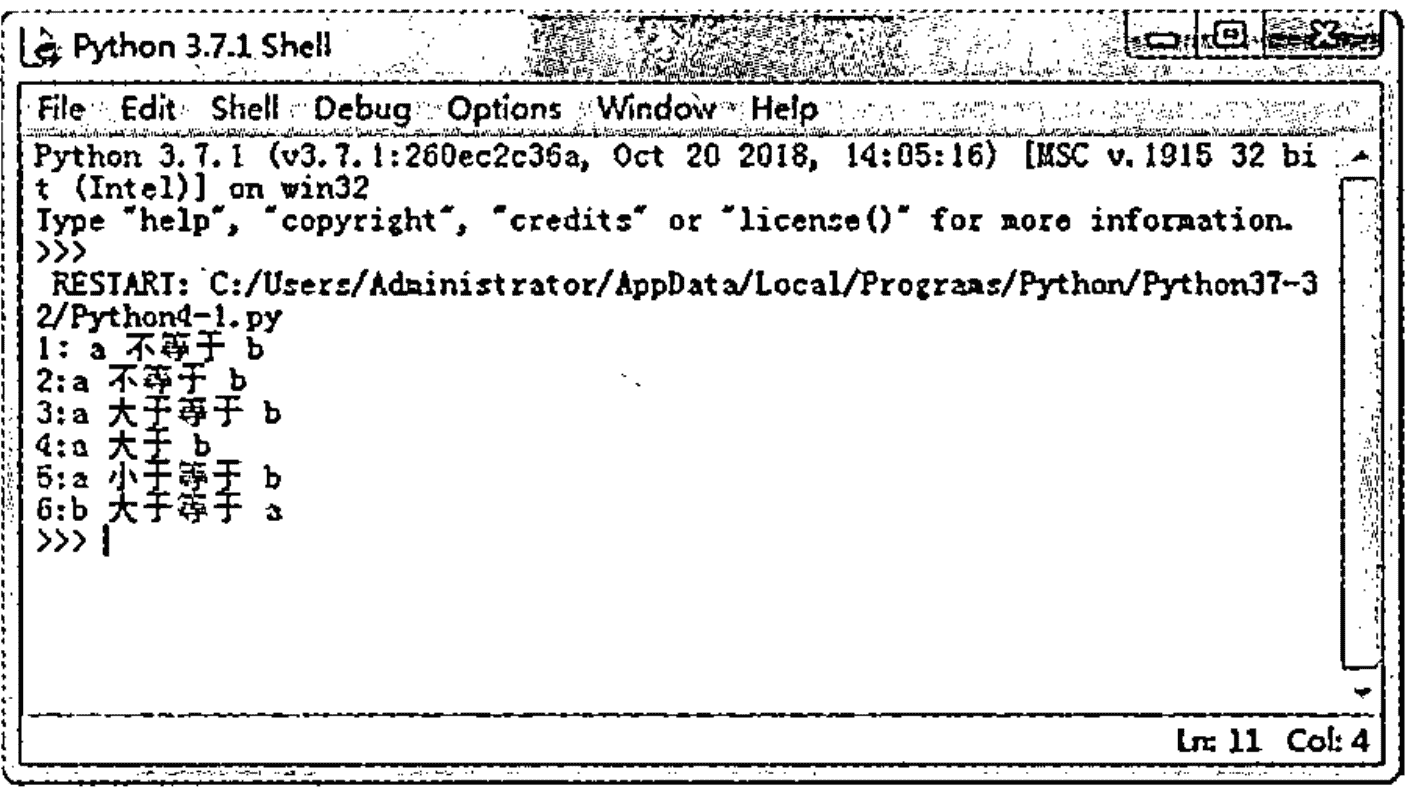 Python 3.7.1 Shell
File Edit Shell Debug Options Window Help
Python 3.7.1 (v3.7.1:260ec2c36a, Oct 20 2018, 14:05:16) [MSC v.1915 32 bi
t (Intel)] on win32
Type "help", "copyright", "credits" or "license()" for more information.
>>>
RESTART: C:/Users/Administrator/AppData/Local/Programs/Python/Python37-3
2/Python4-1.py
1: a 不等于 b
2:a 不等于 b
3:a 大于等于 b
4:a 大于 b
5:a 小于等于 b
6:b 大于等于 a
>>>
Ln: 11 Col: 4